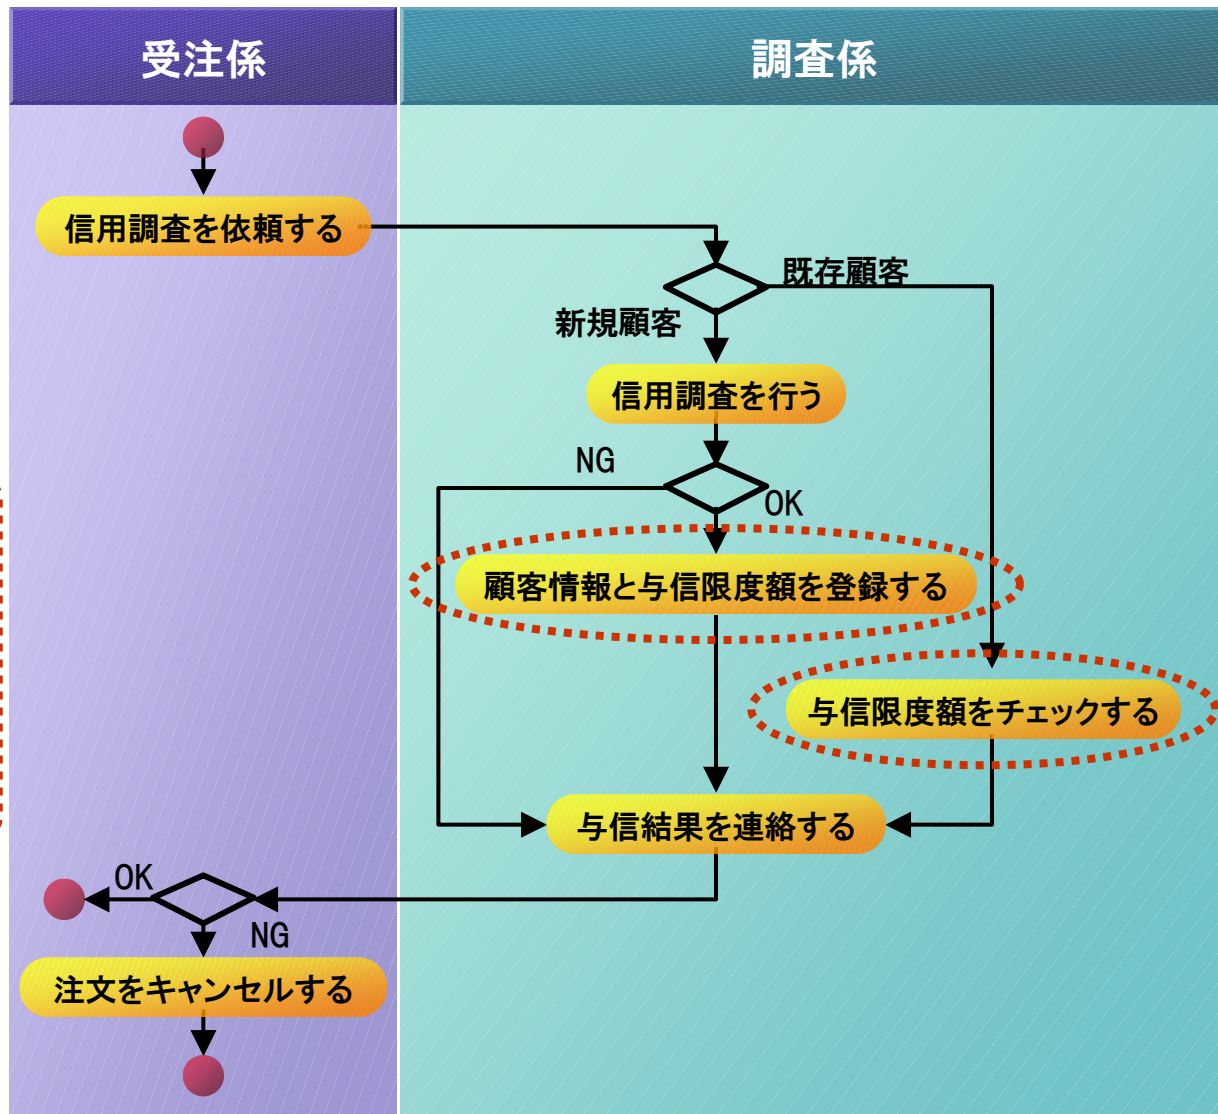 受注係
調査係
信用調査を依頼する
既存顧客
新規顧客
信用調査を行う
NG
OK
顧客情報と与信限度額を登録する
与信限度額をチェックする
与信結果を連絡する
OK
NG
注文をキャンセルする